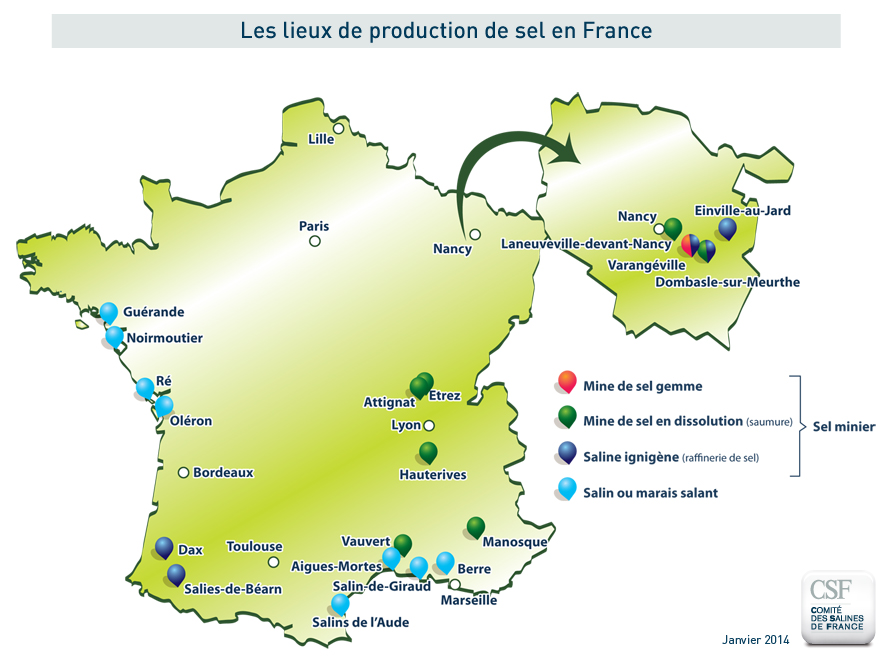 Les lieux de production de sel en France
Lille
Paris
Nancy
Nancy
Einville-au-Jard
Laneuveville-devant-Nancy
Varangéville
Dombasle-sur-Meurthe
Guérande
Noirmoutier
Ré
Oléron
Attignat
Etrez
Lyon
Bordeaux
Hauterives
Dax
Toulouse
Vauvert
Manosque
Salies-de-Béarn
Aigues-Mortes
Berre
Salin-de-Giraud
Marseille
Salins de l'Aude
Mine de sel gemme
Mine de sel en dissolution (saumure)
Sel minier
Saline ignigène (raffinerie de sel)
Salin ou marais salant
CSF
COMITÉ
DES SALINES
DE FRANCE
Janvier 2014